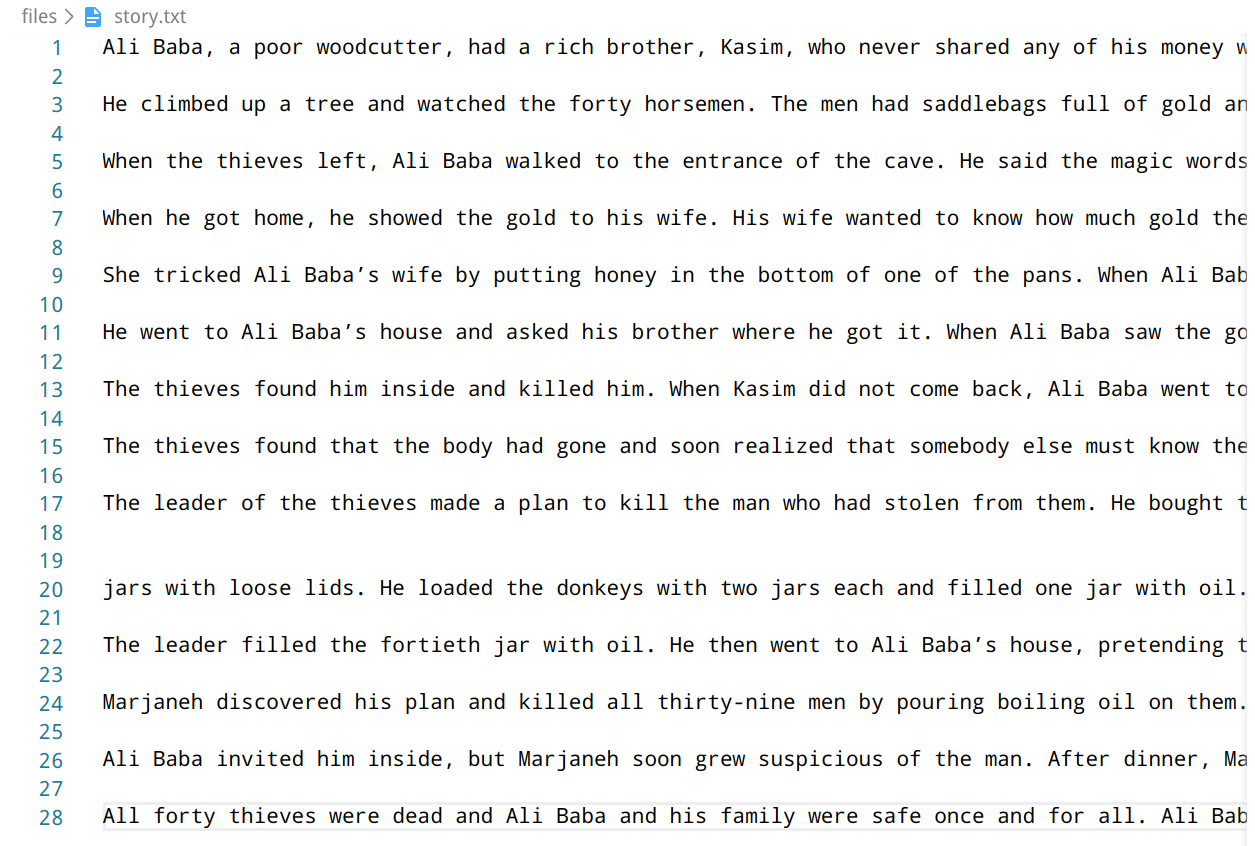 files > story.txt
1 Ali Baba, a poor woodcutter, had a rich brother, Kasim, who never shared any of his money
2
3 He climbed up a tree and watched the forty horsemen. The men had saddlebags full of gold
4
5 When the thieves left, Ali Baba walked to the entrance of the cave. He said the magic words
6
7 When he got home, he showed the gold to his wife. His wife wanted to know how much gold the
8
9 She tricked Ali Baba’s wife by putting honey in the bottom of one of the pans. When Ali Bab
10
11 He went to Ali Baba’s house and asked his brother where he got it. When Ali Baba saw the
12
13 The thieves found him inside and killed him. When Kasim did not come back, Ali Baba went
14
15 The thieves found that the body had gone and soon realized that somebody else must know the
16
17 The leader of the thieves made a plan to kill the man who had stolen from them. He bought
18
19
20 jars with loose lids. He loaded the donkeys with two jars each and filled one jar with oil.
21
22 The leader filled the fortieth jar with oil. He then went to Ali Baba’s house, pretending
23
24 Marjaneh discovered his plan and killed all thirty-nine men by pouring boiling oil on them.
25
26 Ali Baba invited him inside, but Marjaneh soon grew suspicious of the man. After dinner, Ma
27
28 All forty thieves were dead and Ali Baba and his family were safe once and for all. Ali Bab